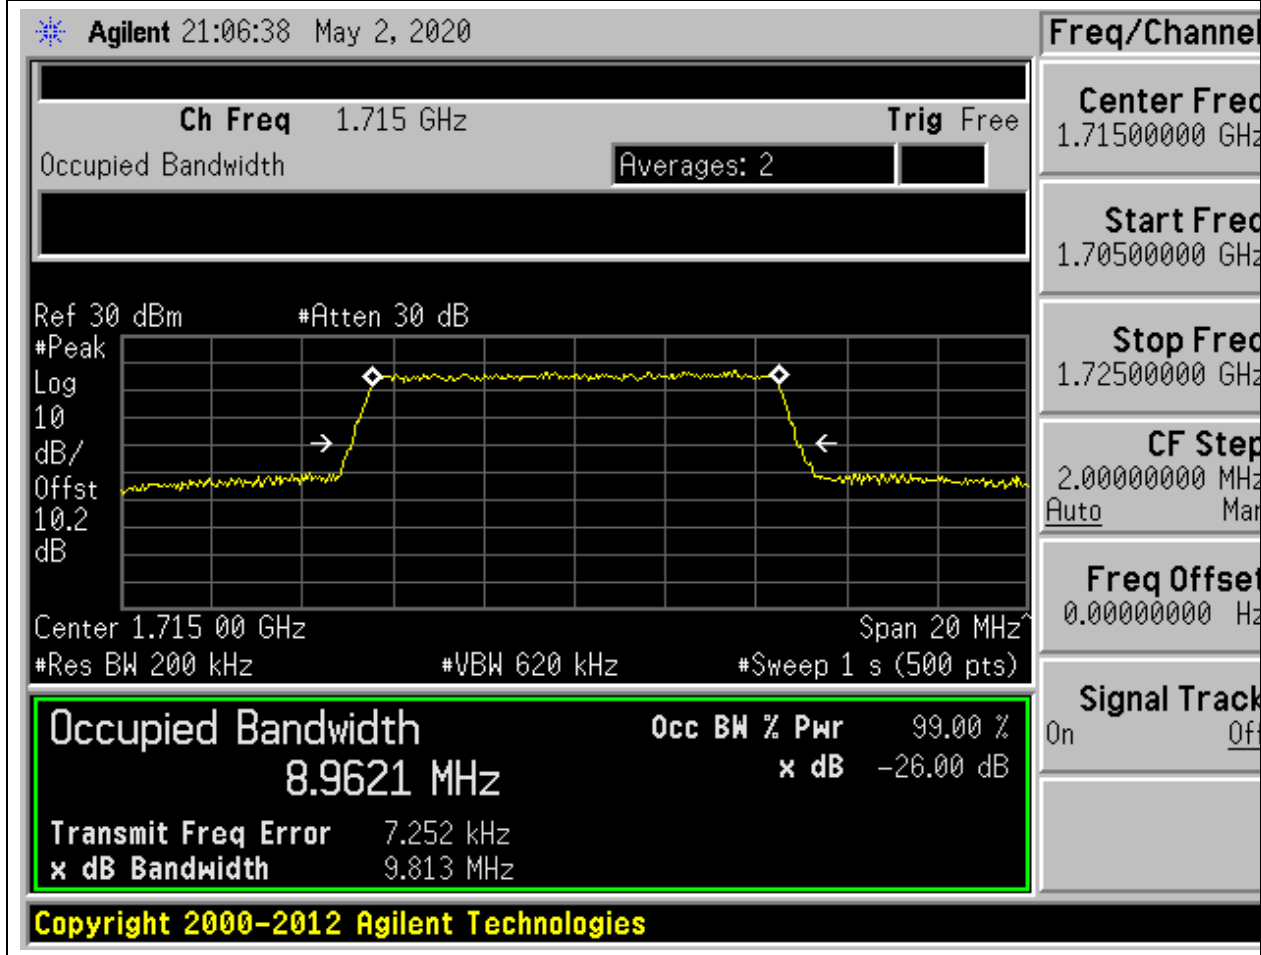 Agilent 21:06:38 May 2, 2020
Freq/Channel
Ch Freq 1.715 GHz Trig Free
Occupied Bandwidth Averages: 2
Center Freq
1.71500000 GHz
Start Freq
1.70500000 GHz
Stop Freq
1.72500000 GHz
CF Step
2.00000000 MHz
Auto Man
Freq Offset
0.00000000 Hz
Signal Track
On Off
Ref 30 dBm #Atten 30 dB
#Peak
Log
10
dB/
Offst
10.2
dB
Center 1.715 00 GHz Span 20 MHz^
#Res BW 200 kHz #VBW 620 kHz #Sweep 1 s (500 pts)
Occupied Bandwidth
8.9621 MHz
Occ BW % Pwr 99.00 %
x dB -26.00 dB
Transmit Freq Error 7.252 kHz
x dB Bandwidth 9.813 MHz
Copyright 2000-2012 Agilent Technologies